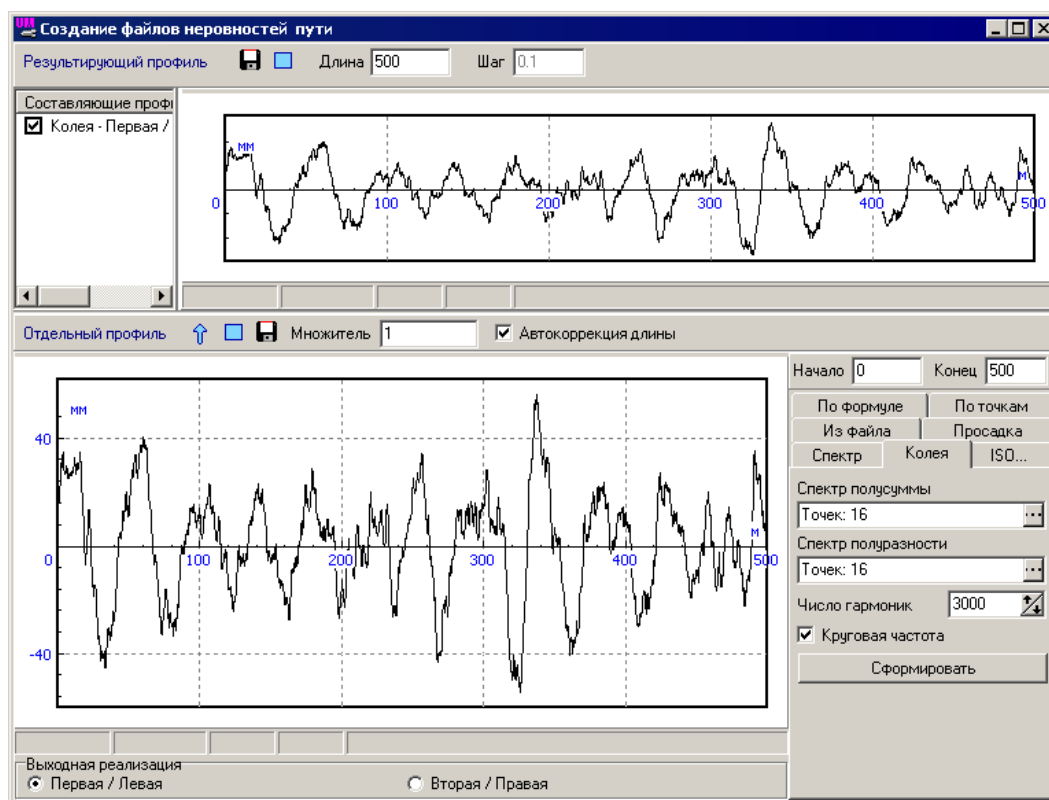 Создание файлов неровностей пути
Результирующий профиль Длина 500 Шаг 0.1
Составляющие проф
Колея - Первая /
мм
м
0 100 200 300 400 500
Отдельный профиль Множитель 1 Автокоррекция длины
Начало 0 Конец 500
По формуле По точкам
Из файла Просадка
Спектр Колея ISO...
мм
40
м
0 100 200 300 400 500
-40
Спектр полусуммы
Точек: 16 ...
Спектр полуразности
Точек: 16 ...
Число гармоник 3000
Круговая частота
Сформировать
Выходная реализация
Первая / Левая Вторая / Правая